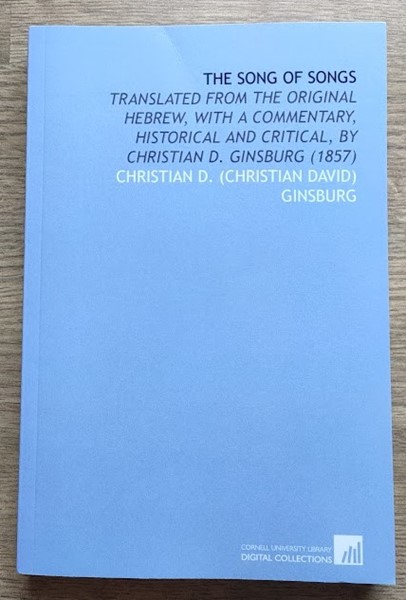 THE SONG OF SONGS
TRANSLATED FROM THE ORIGINAL
HEBREW, WITH A COMMENTARY,
HISTORICAL AND CRITICAL, BY
CHRISTIAN D. GINSBURG (1857)
CHRISTIAN D. (CHRISTIAN DAVID)
GINSBURG
CORNELL UNIVERSITY LIBRARY
DIGITAL COLLECTIONS